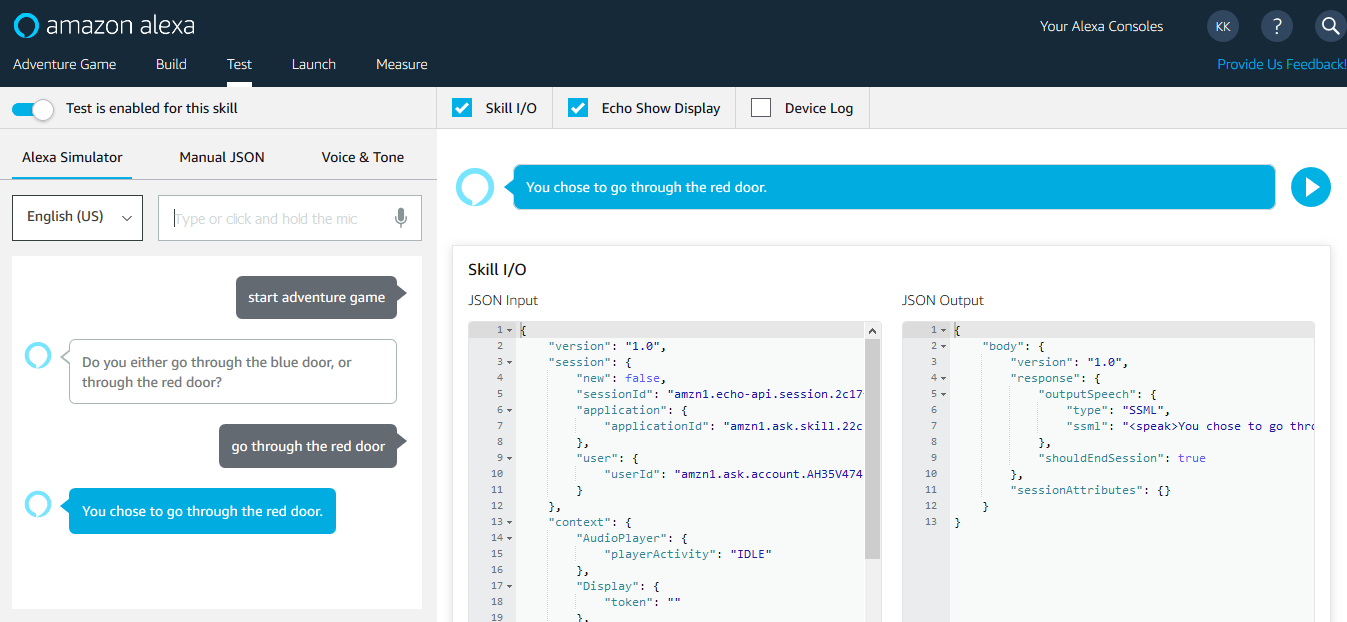 amazon alexa
Your Alexa Consoles
KK
?
Adventure Game
Build
Test
Launch
Measure
Provide Us Feedback!
Test is enabled for this skill
Skill I/O
Echo Show Display
Device Log
Alexa Simulator
Manual JSON
Voice & Tone
English (US)
Type or click and hold the mic
start adventure game
Do you either go through the blue door, or
through the red door?
go through the red door
You chose to go through the red door.
You chose to go through the red door.
Skill I/O
JSON Input
1 {
2 "version": "1.0",
3 "session": {
4 "new": false,
5 "sessionId": "amzn1.echo-api.session.2c17
6 "application": {
7 "applicationId": "amzn1.ask.skill.22c
8 },
9 "user": {
10 "userId": "amzn1.ask.account.AH35V474
11 }
12 },
13 "context": {
14 "AudioPlayer": {
15 "playerActivity": "IDLE"
16 },
17 "Display": {
18 "token": ""
19 },
JSON Output
1 {
2 "body": {
3 "version": "1.0",
4 "response": {
5 "outputSpeech": {
6 "type": "SSML",
7 "ssml": "<speak>You chose to go thro
8 },
9 "shouldEndSession": true
10 },
11 "sessionAttributes": {}
12 }
13 }